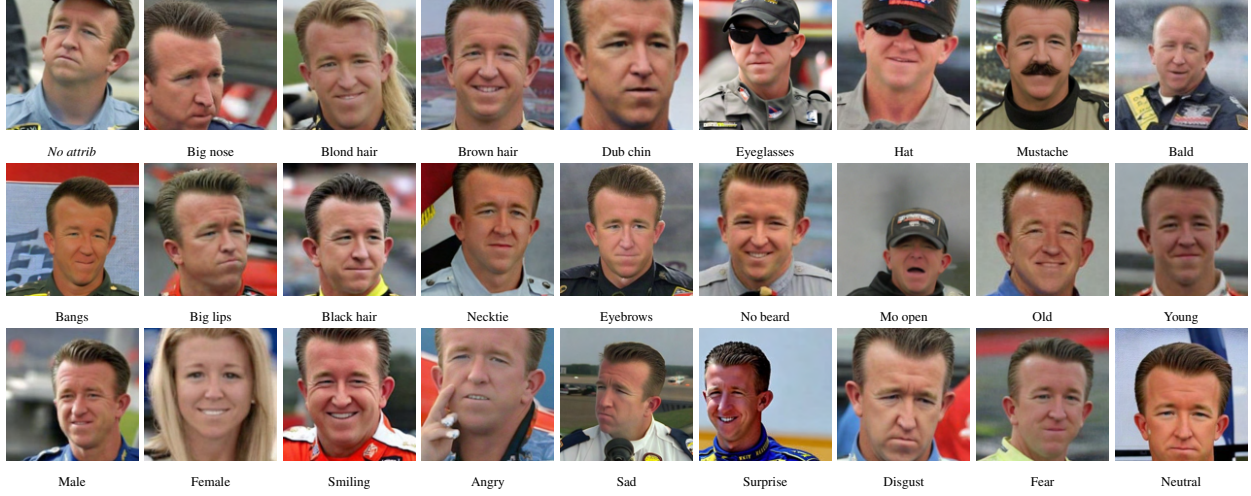 No attrib Big nose Blond hair Brown hair Dub chin Eyeglasses Hat Mustache Bald
Bangs Big lips Black hair Necktie Eyebrows No beard Mo open Old Young
Male Female Smiling Angry Sad Surprise Disgust Fear Neutral